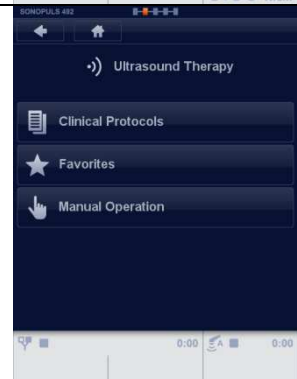 SONOPULS 492
Ultrasound Therapy
Clinical Protocols
Favorites
Manual Operation
0:00 A 0:00